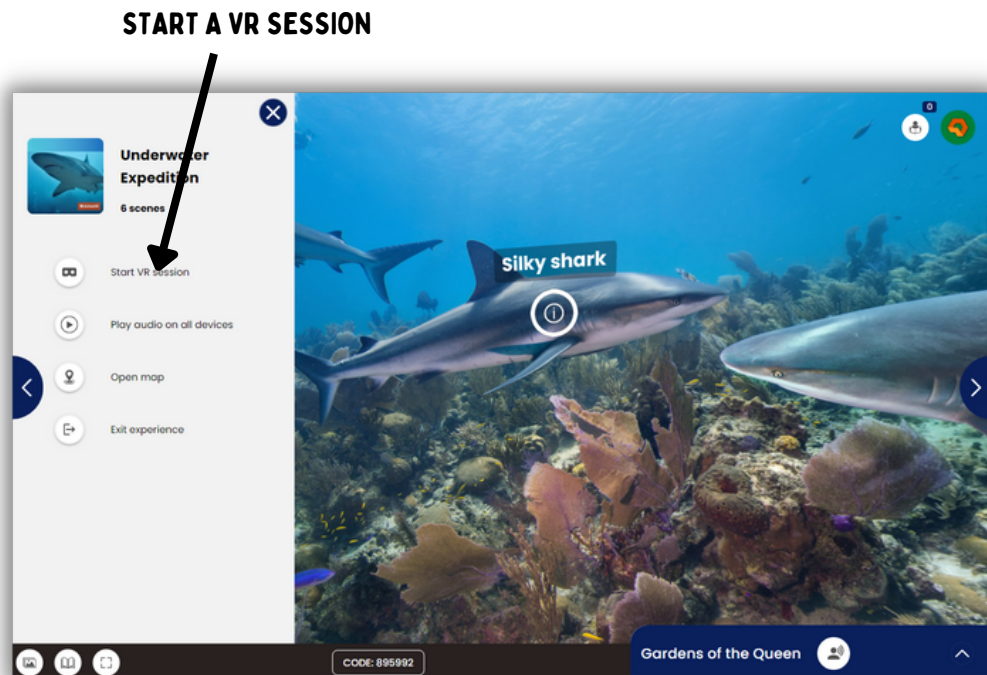 START A VR SESSION
Underwater
Expedition
6 scenes
Start VR session
Play audio on all devices
Open map
Exit experience
0
Silky shark
CODE: 895992
Gardens of the Queen